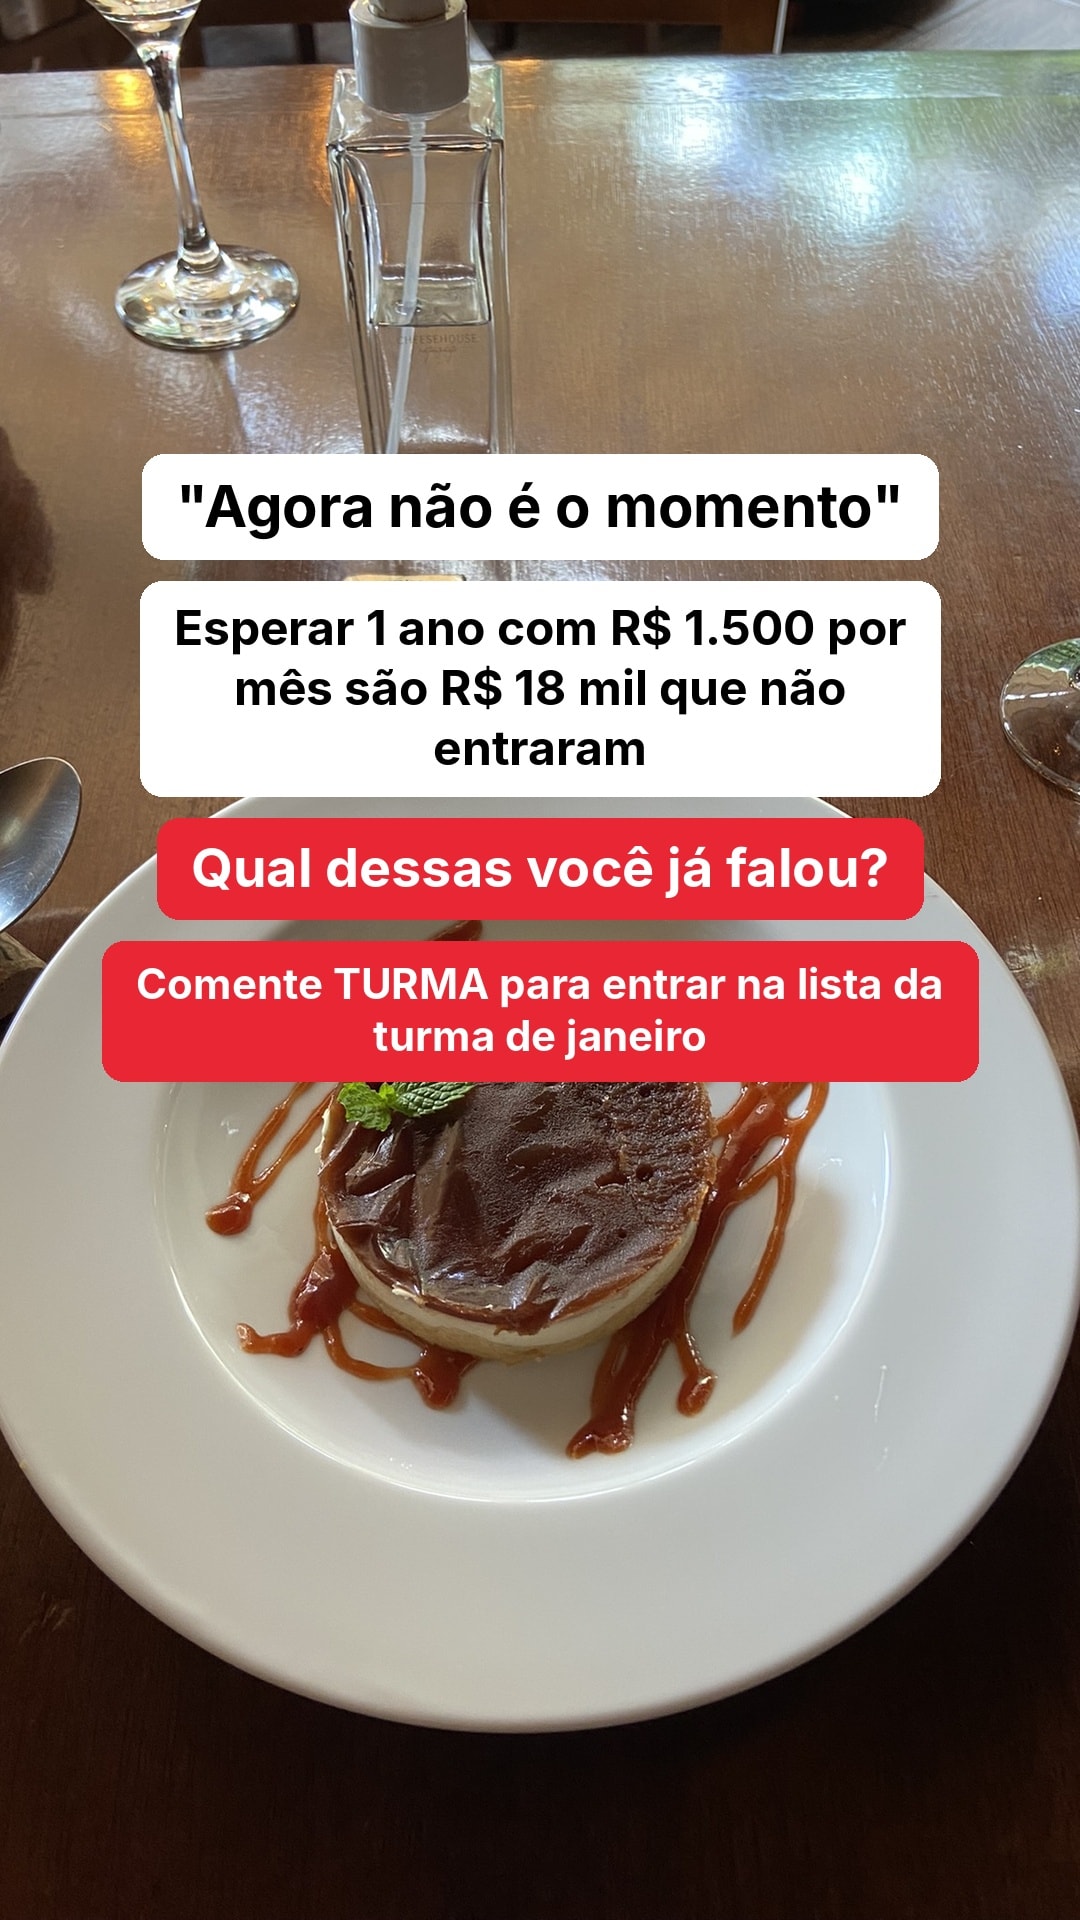 CHEESEHOUSE
"Agora não é o momento"
Esperar 1 ano com R$ 1.500 por
mês são R$ 18 mil que não
entraram
Qual dessas você já falou?
Comente TURMA para entrar na lista da
turma de janeiro